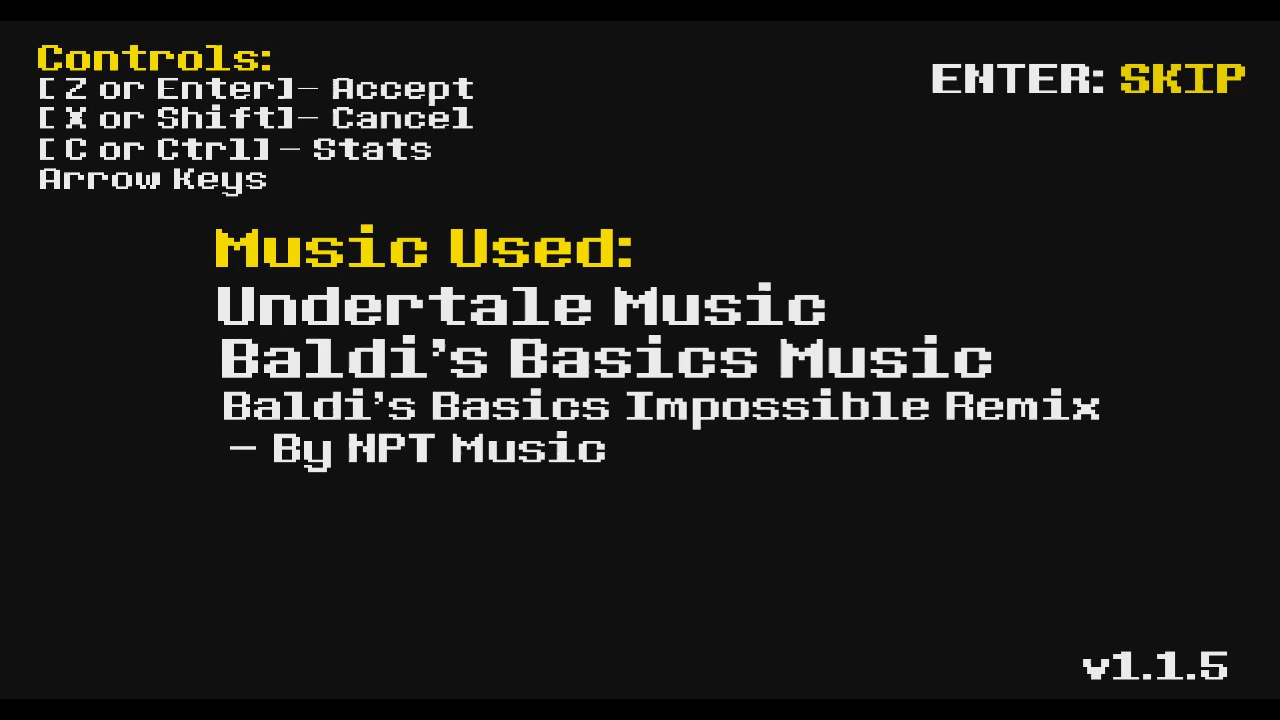 Controls:
[ Z or Enter]- Accept
[ X or Shift]- Cancel
[ C or Ctrl] - Stats
Arrow Keys
ENTER: SKIP
Music Used:
Undertale Music
Baldi's Basics Music
Baldi's Basics Impossible Remix
- By NPT Music
v1.1.5